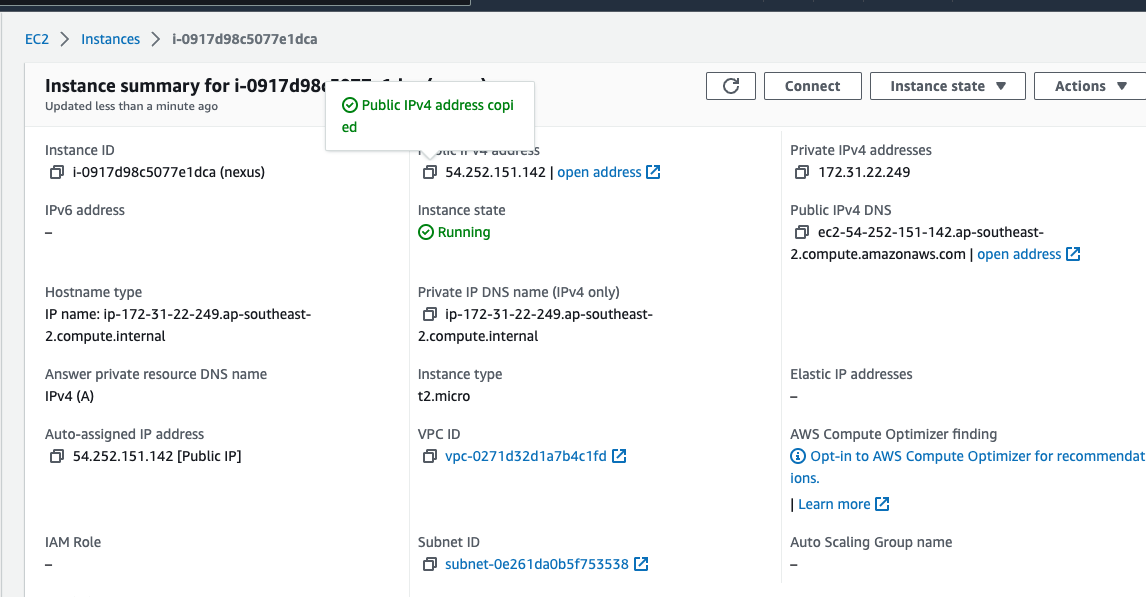 EC2 > Instances > i-0917d98c5077e1dca
Instance summary for i-0917d98c
Updated less than a minute ago
Public IPv4 address copi
ed
Connect
Instance state
Actions
Instance ID
i-0917d98c5077e1dca (nexus)
Public IPv4 address
54.252.151.142 | open address
Private IPv4 addresses
172.31.22.249
IPv6 address
–
Instance state
Running
Public IPv4 DNS
ec2-54-252-151-142.ap-southeast-
2.compute.amazonaws.com | open address
Hostname type
IP name: ip-172-31-22-249.ap-southeast-
2.compute.internal
Private IP DNS name (IPv4 only)
ip-172-31-22-249.ap-southeast-
2.compute.internal
Answer private resource DNS name
IPv4 (A)
Instance type
t2.micro
Elastic IP addresses
–
Auto-assigned IP address
54.252.151.142 [Public IP]
VPC ID
vpc-0271d32d1a7b4c1fd
AWS Compute Optimizer finding
Opt-in to AWS Compute Optimizer for recommendat
ions.
| Learn more
IAM Role
–
Subnet ID
subnet-0e261da0b5f753538
Auto Scaling Group name
–